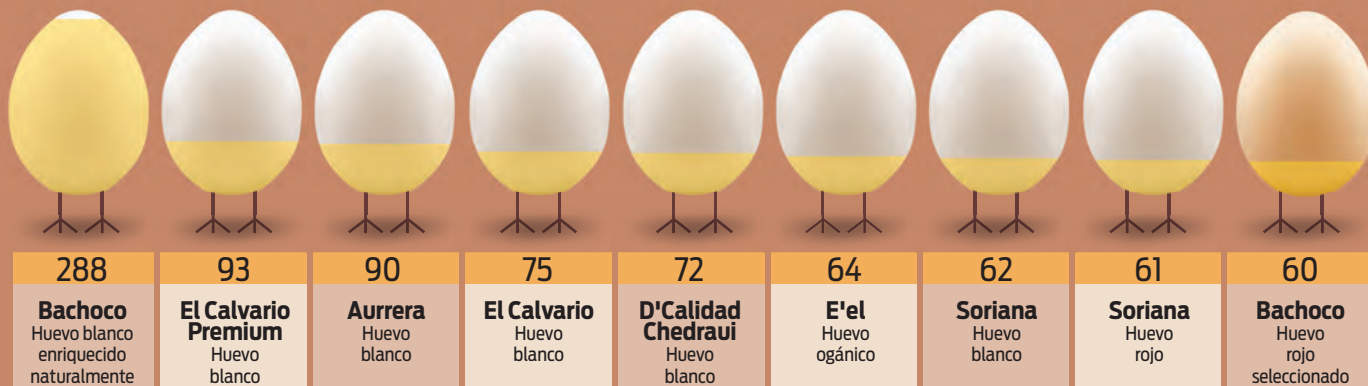 288
Bachoco
Huevo blanco
enriquecido
naturalmente
93
El Calvario
Premium
Huevo
blanco
90
Aurrera
Huevo
blanco
75
El Calvario
Huevo
blanco
72
D'Calidad
Chedraui
Huevo
blanco
64
E'el
Huevo
ogánico
62
Soriana
Huevo
blanco
61
Soriana
Huevo
rojo
60
Bachoco
Huevo
rojo
seleccionado